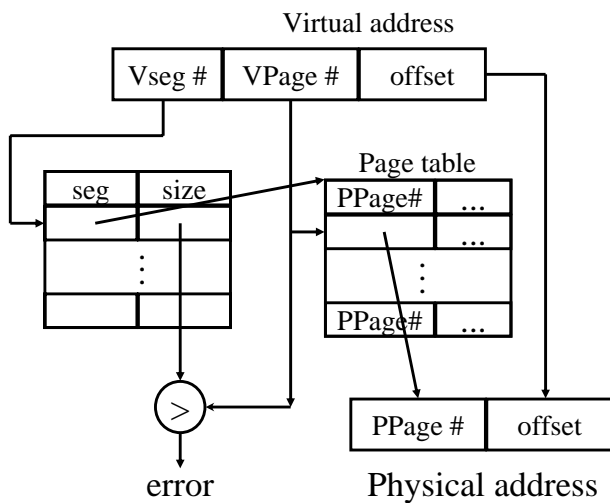 Virtual address
Vseg # VPage # offset
Page table
seg size
PPage# ...
...
PPage# ...
>
PPage # offset
error
Physical address